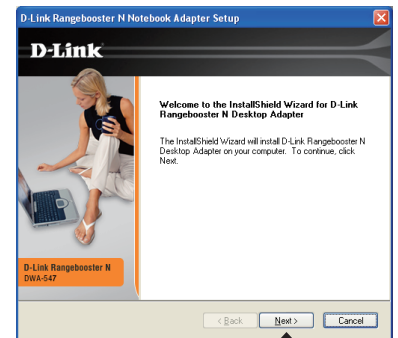 D-Link Rangebooster N Notebook Adapter Setup
D-Link
Welcome to the InstallShield Wizard for D-Link
Rangebooster N Desktop Adapter
The InstallShield Wizard will install D-Link Rangebooster N
Desktop Adapter on your computer. To continue, click
Next.
D-Link Rangebooster N
DWA-547
< Back Next > Cancel